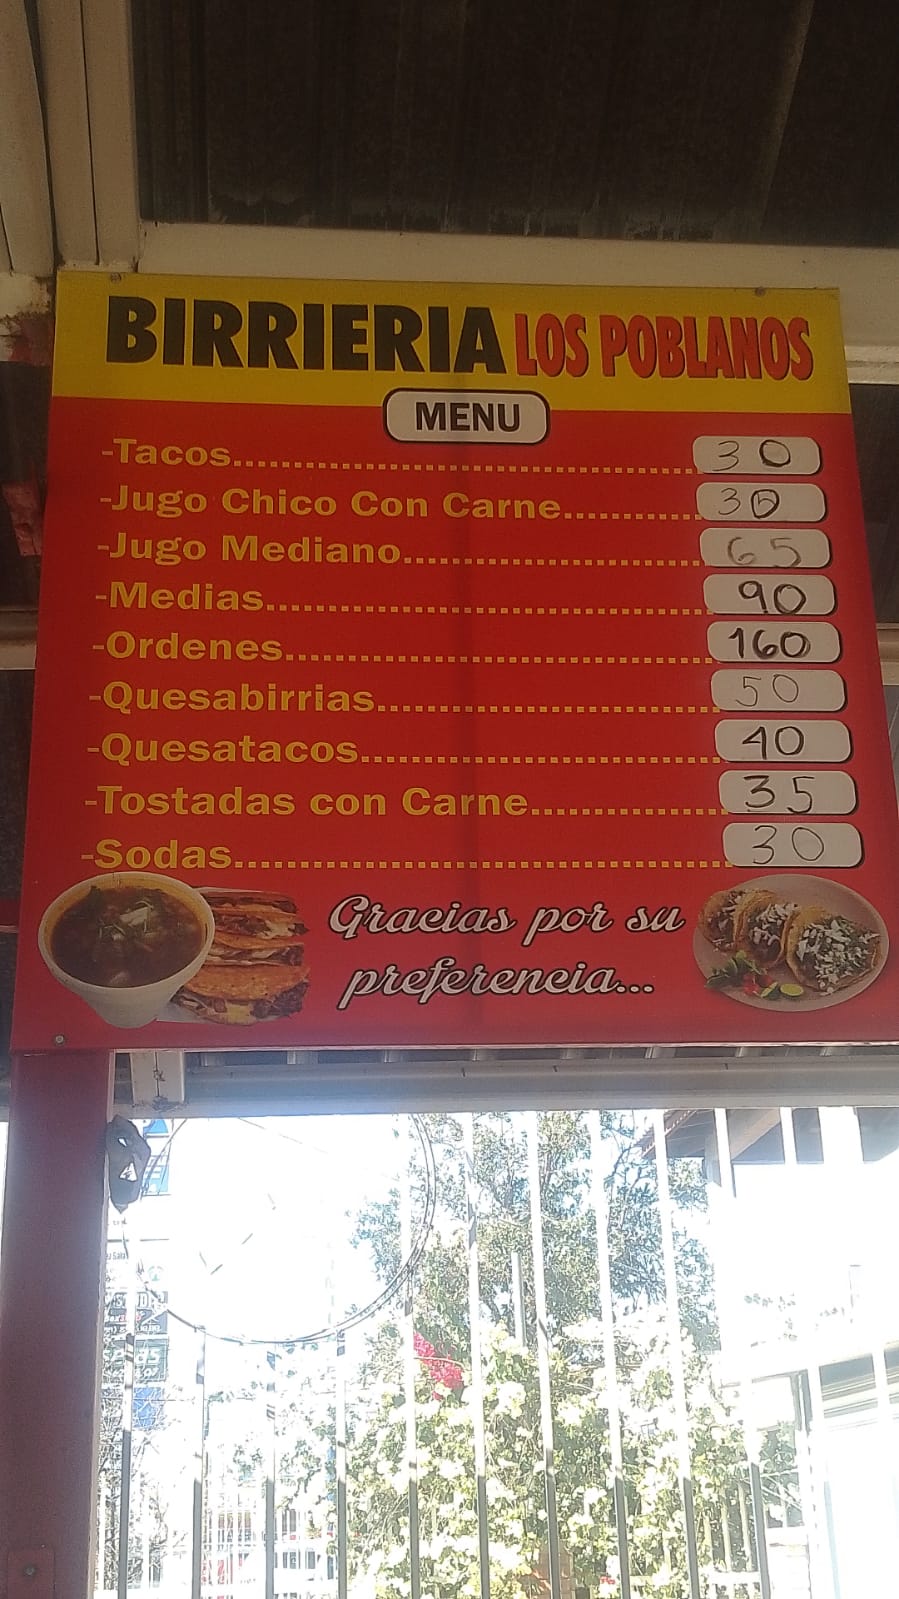 BIRRIERIA LOS POBLANOS
MENU
-Tacos.......................................... 30
-Jugo Chico Con Carne............
-Jugo Mediano........................... 65
-Medias....................................... 90
-Ordenes..................................... 160
-Quesabirrias............................. 50
-Quesatacos............................... 40
-Tostadas con Carne............... 35
-Sodas.......................................... 30
Gracias por su
preferencia...